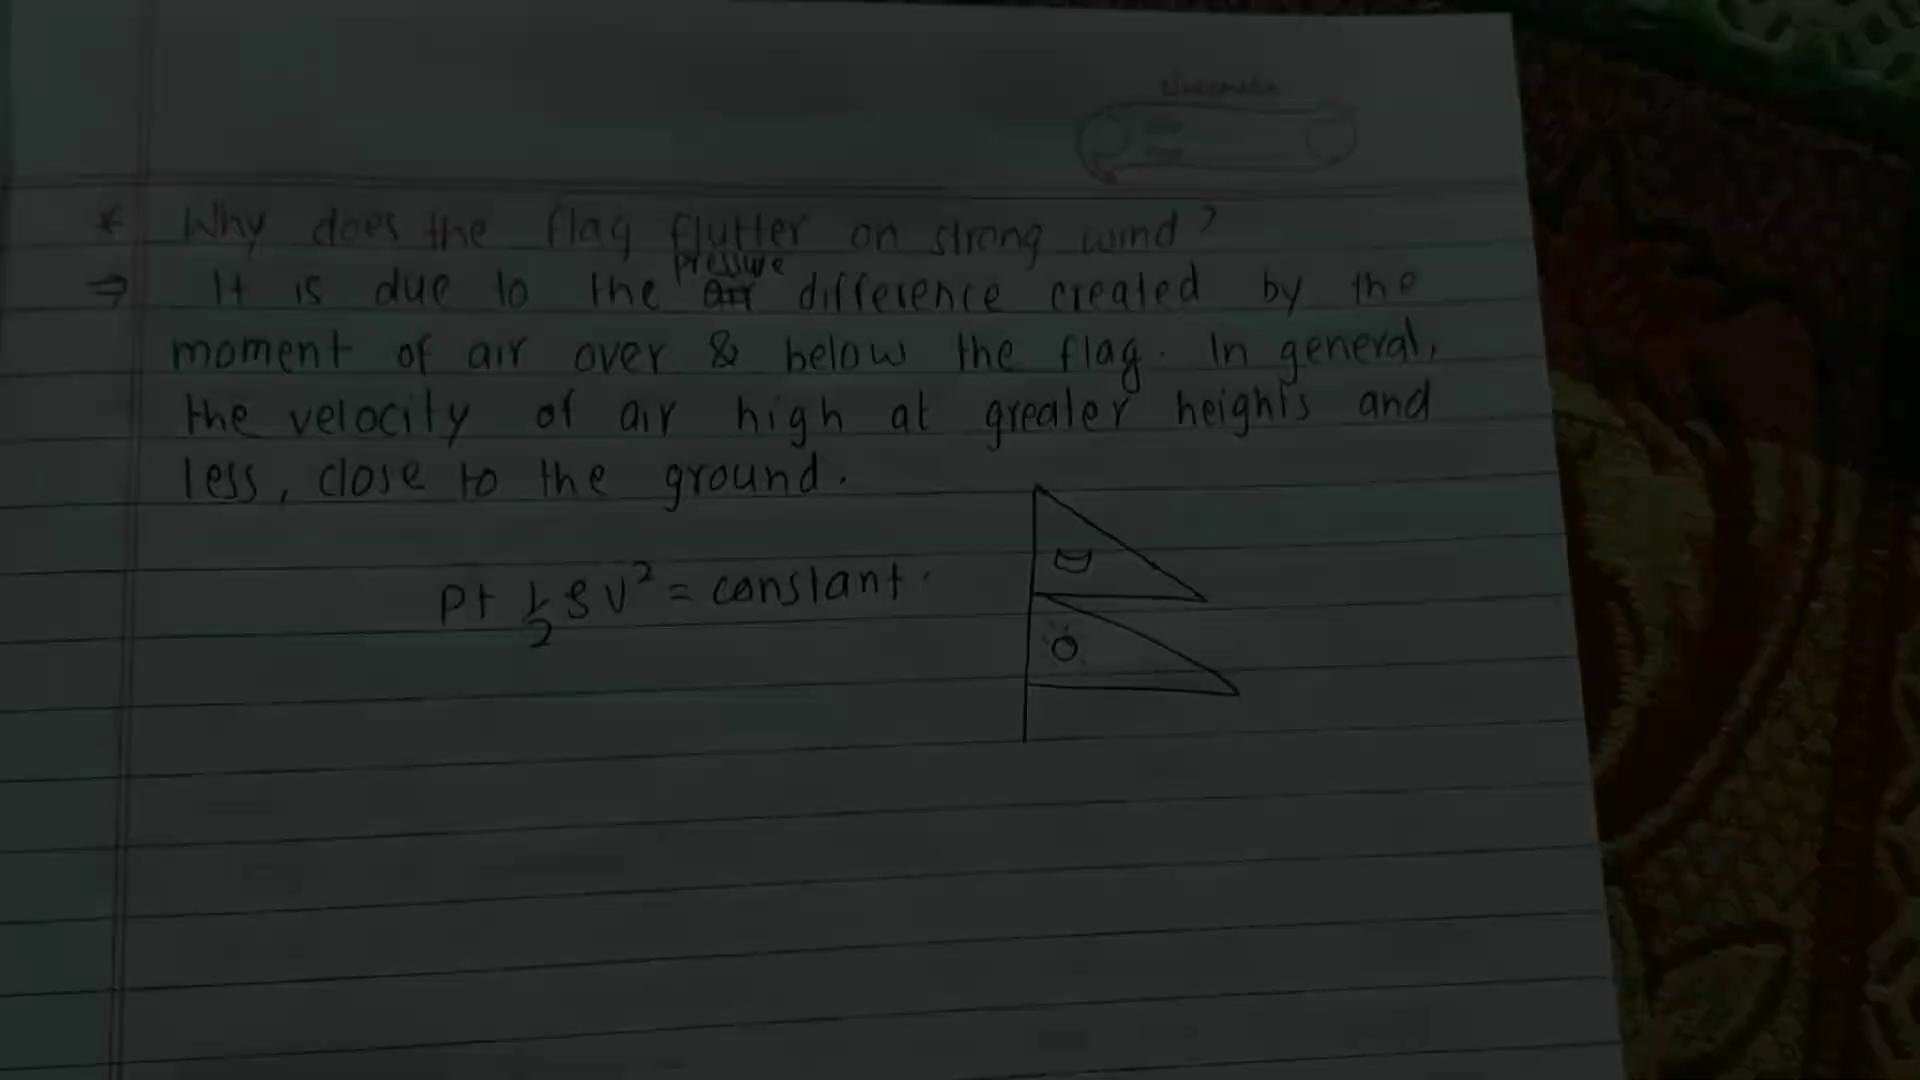 * Why does the flag flutter on strong wind?
⇒ It is due to the pressure difference created by the
moment of air over & below the flag. In general,
the velocity of air high at greater heights and
less, close to the ground.
P + 1/2 ρ v² = constant.